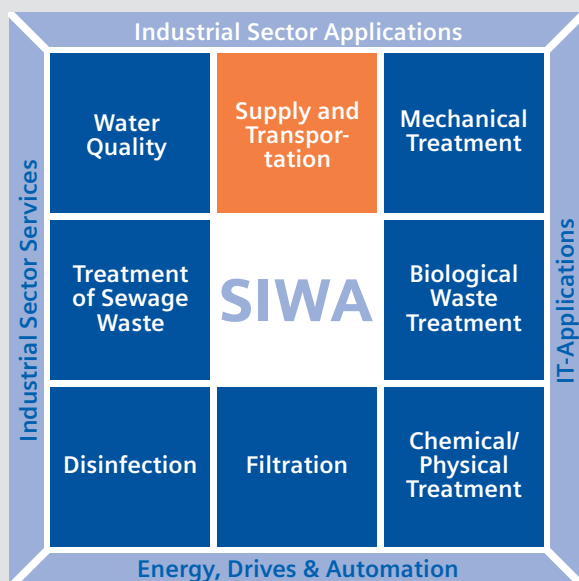 Industrial Sector Applications
Water
Quality
Supply and
Transpor-
tation
Mechanical
Treatment
Industrial Sector Services
Treatment
of Sewage
Waste
SIWA
Biological
Waste
Treatment
IT-Applications
Disinfection
Filtration
Chemical/
Physical
Treatment
Energy, Drives & Automation